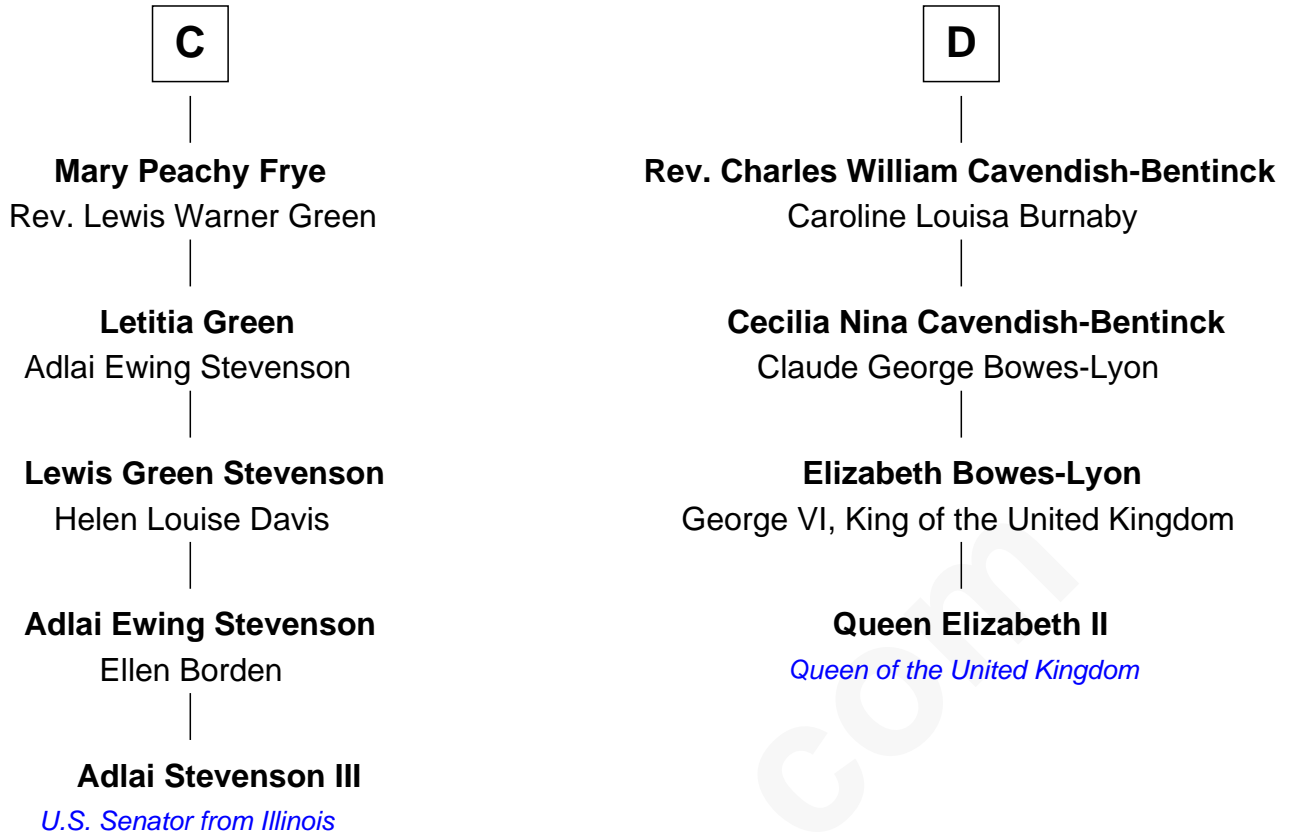 C
Mary Peachy Frye
Rev. Lewis Warner Green
Letitia Green
Adlai Ewing Stevenson
Lewis Green Stevenson
Helen Louise Davis
Adlai Ewing Stevenson
Ellen Borden
Adlai Stevenson III
U.S. Senator from Illinois
D
Rev. Charles William Cavendish-Bentinck
Caroline Louisa Burnaby
Cecilia Nina Cavendish-Bentinck
Claude George Bowes-Lyon
Elizabeth Bowes-Lyon
George VI, King of the United Kingdom
Queen Elizabeth II
Queen of the United Kingdom
com